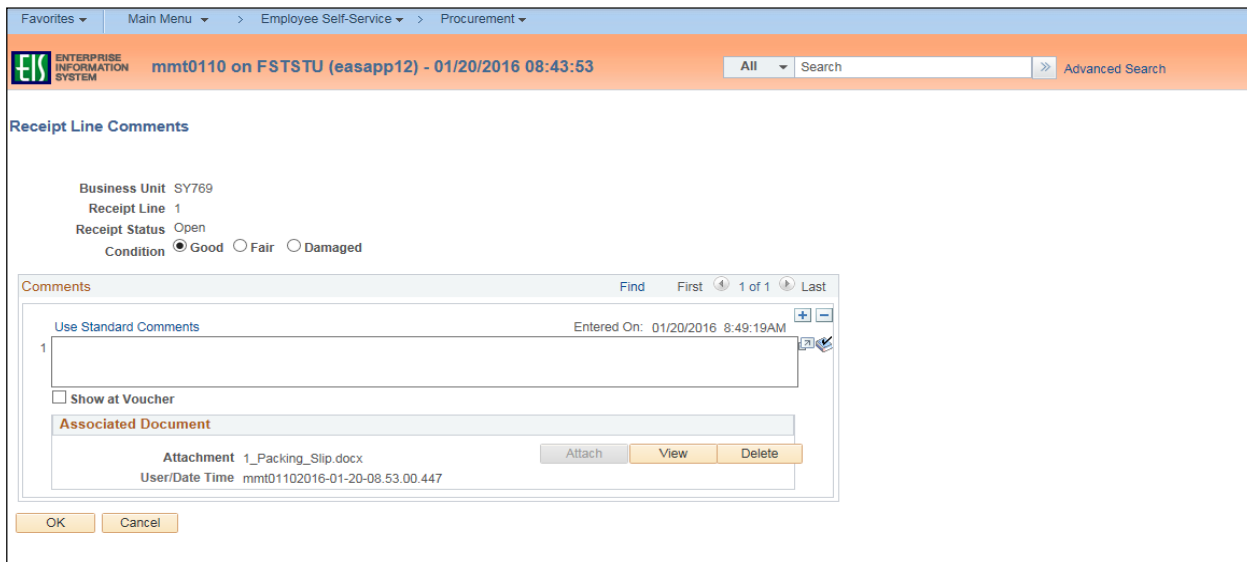 Favorites Main Menu > Employee Self-Service > Procurement
EIS ENTERPRISE INFORMATION SYSTEM mmt0110 on FSTSTU (easapp12) - 01/20/2016 08:43:53 All Search » Advanced Search
Receipt Line Comments
Business Unit SY769
Receipt Line 1
Receipt Status Open
Condition Good Fair Damaged
Comments Find First 1 of 1 Last
Use Standard Comments Entered On: 01/20/2016 8:49:19AM
1
Show at Voucher
Associated Document
Attachment 1_Packing_Slip.docx Attach View Delete
User/Date Time mmt01102016-01-20-08.53.00.447
OK Cancel